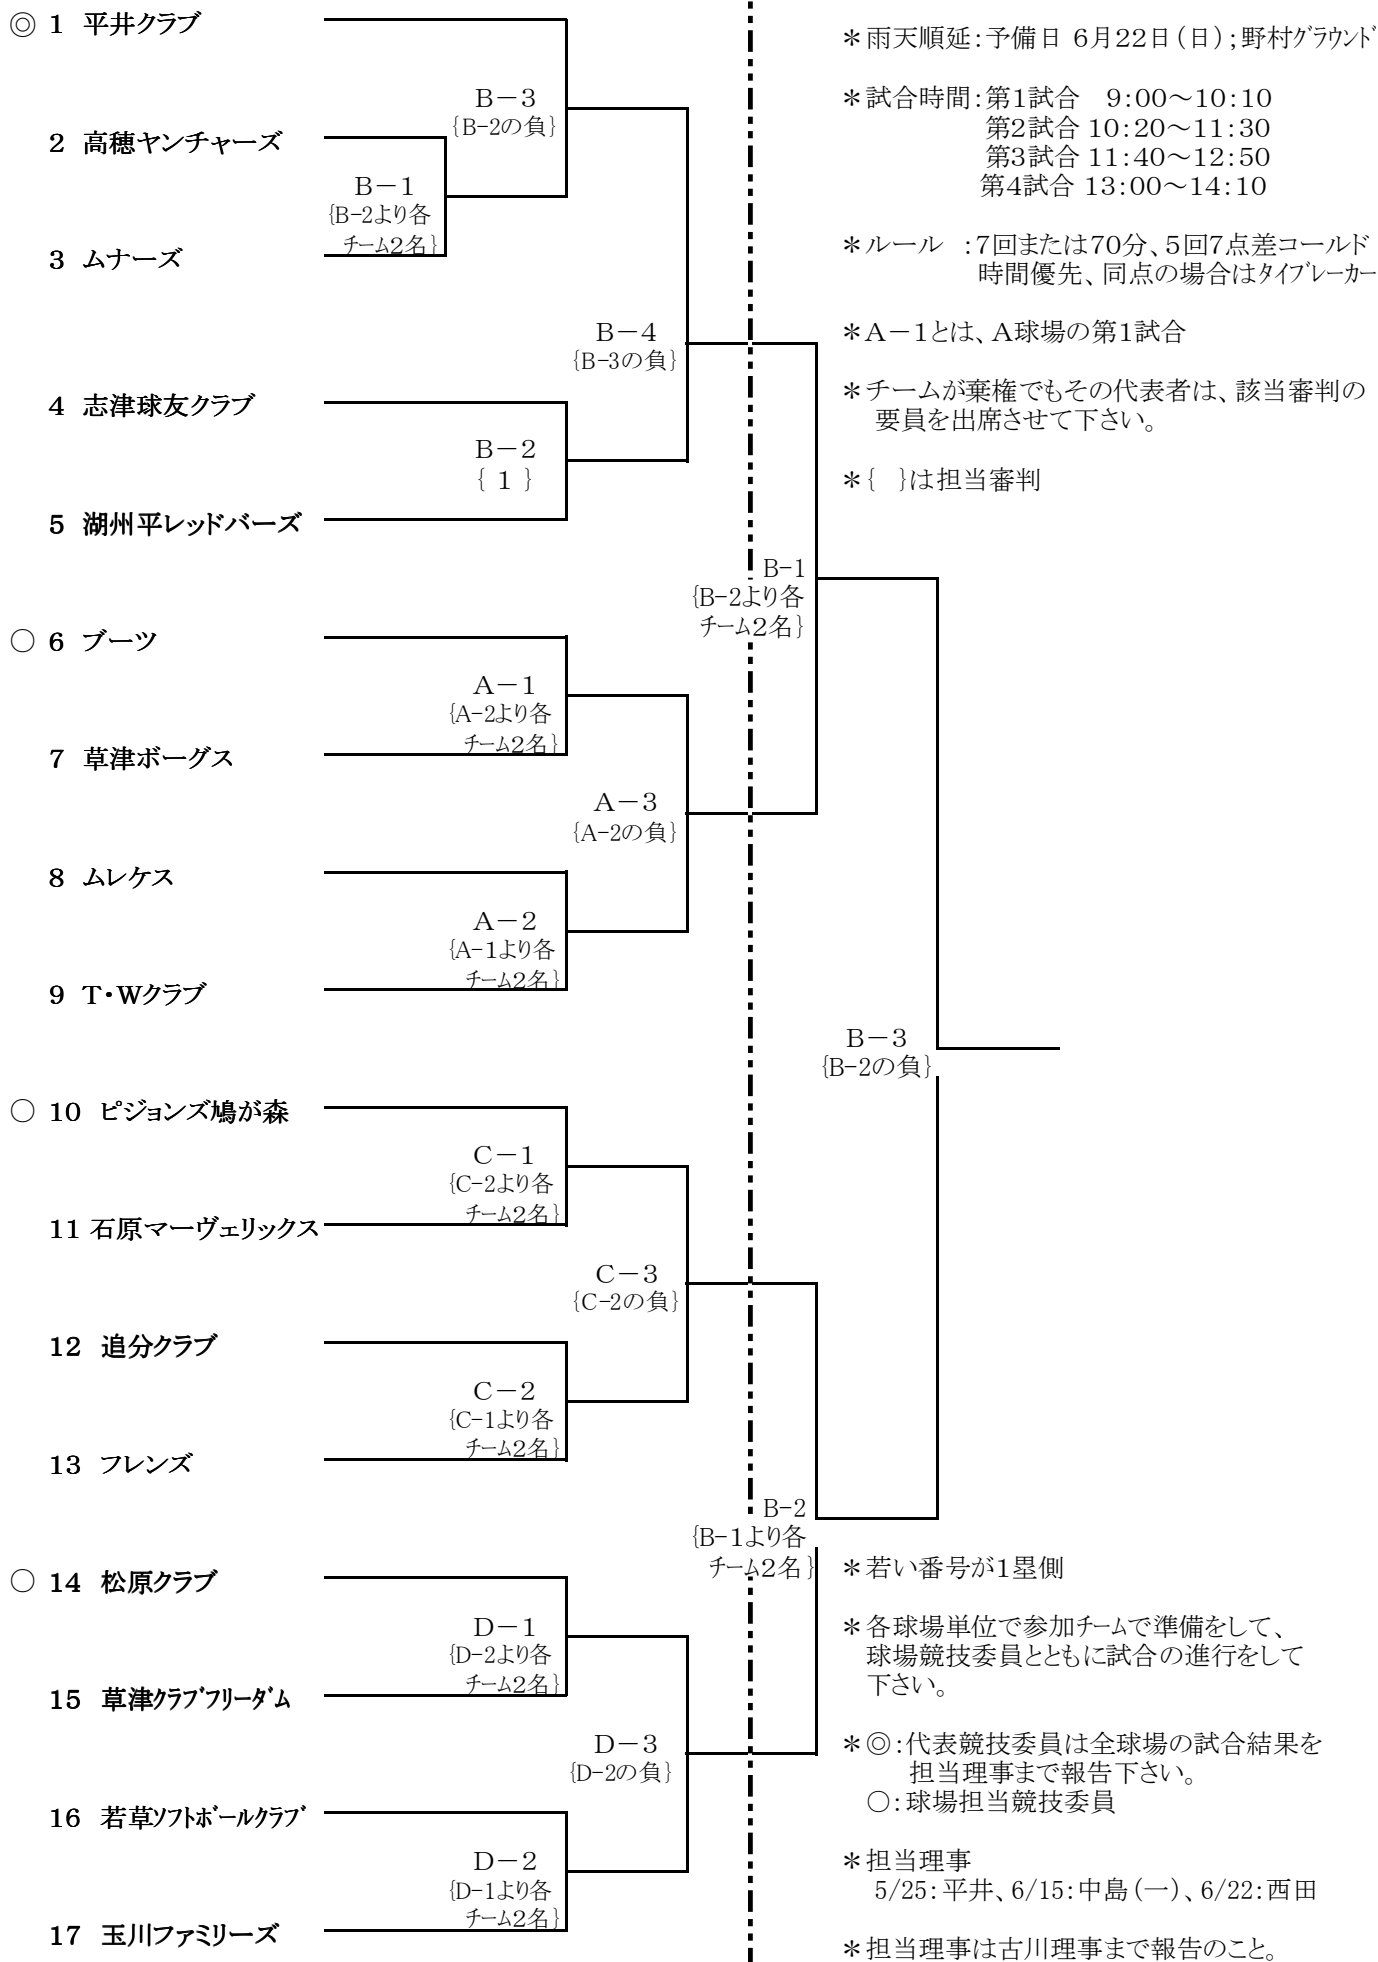 ◎ 1 平井クラブ
B－3
{B-2の負}
2 高穂ヤンチャーズ
B－1
{B-2より各
チーム2名}
3 ムナーズ
B－4
{B-3の負}
4 志津球友クラブ
B－2
{ 1 }
5 湖州平レッドバーズ
B-1
{B-2より各
チーム2名}
○ 6 ブーツ
A－1
{A-2より各
チーム2名}
7 草津ボーグス
A－3
{A-2の負}
8 ムレケス
A－2
{A-1より各
チーム2名}
9 T・Wクラブ
B－3
{B-2の負}
○ 10 ピジョンズ鳩が森
C－1
{C-2より各
チーム2名}
11 石原マーヴェリックス
C－3
{C-2の負}
12 追分クラブ
C－2
{C-1より各
チーム2名}
13 フレンズ
B-2
{B-1より各
チーム2名}
○ 14 松原クラブ
D－1
{D-2より各
チーム2名}
15 草津クラブフリーダム
D－3
{D-2の負}
16 若草ソフトボールクラブ
D－2
{D-1より各
チーム2名}
17 玉川ファミリーズ
＊雨天順延：予備日 6月22日（日）；野村グラウンド
＊試合時間：第1試合 9：00～10：10
第2試合 10：20～11：30
第3試合 11：40～12：50
第4試合 13：00～14：10
＊ルール ：7回または70分、5回7点差コールド
時間優先、同点の場合はタイブレーカー
＊A－1とは、A球場の第1試合
＊チームが棄権でもその代表者は、該当審判の
要員を出席させて下さい。
＊{ }は担当審判
＊若い番号が1塁側
＊各球場単位で参加チームで準備をして、
球場競技委員とともに試合の進行をして
下さい。
＊◎：代表競技委員は全球場の試合結果を
担当理事まで報告下さい。
○：球場担当競技委員
＊担当理事
5/25：平井、6/15：中島（一）、6/22：西田
＊担当理事は古川理事まで報告のこと。